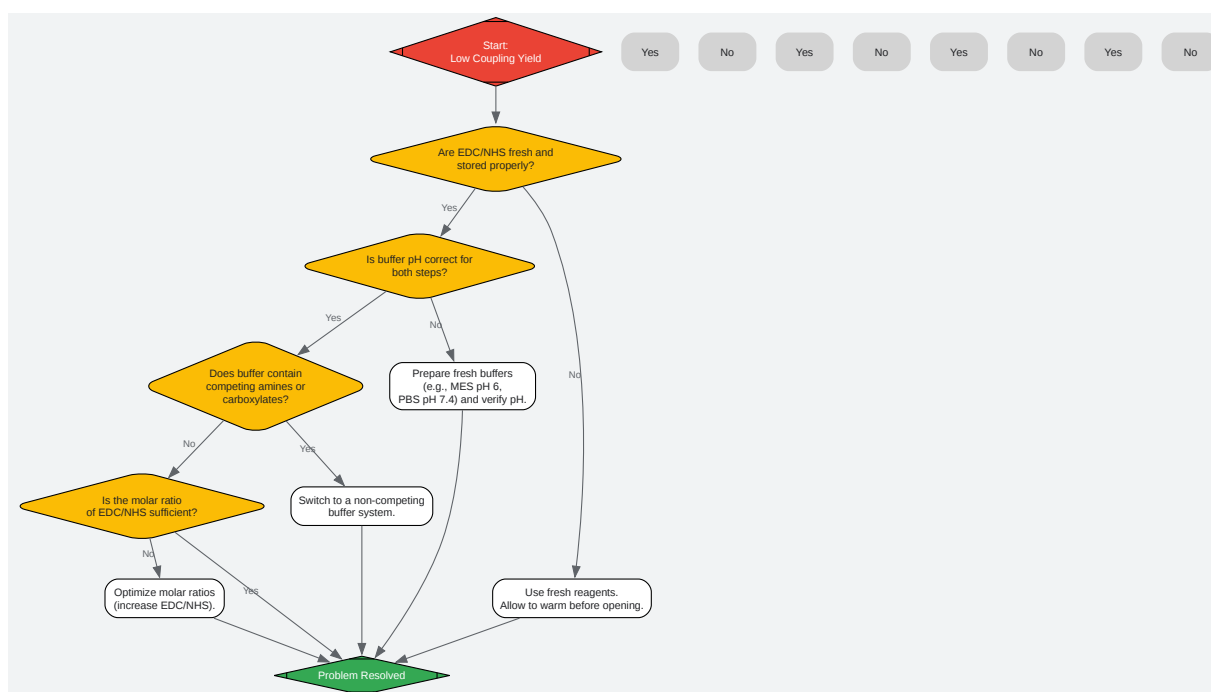 Start:
Low Coupling Yield
Yes
No
Yes
No
Yes
No
Yes
No
Are EDC/NHS fresh and
stored properly?
Yes
Is buffer pH correct for
both steps?
Yes
No
Does buffer contain
competing amines or
carboxylates?
Prepare fresh buffers
(e.g., MES pH 6,
PBS pH 7.4) and verify pH.
No
No
Yes
Is the molar ratio
of EDC/NHS sufficient?
Switch to a non-competing
buffer system.
No
Yes
Optimize molar ratios
(increase EDC/NHS).
Use fresh reagents.
Allow to warm before opening.
Problem Resolved